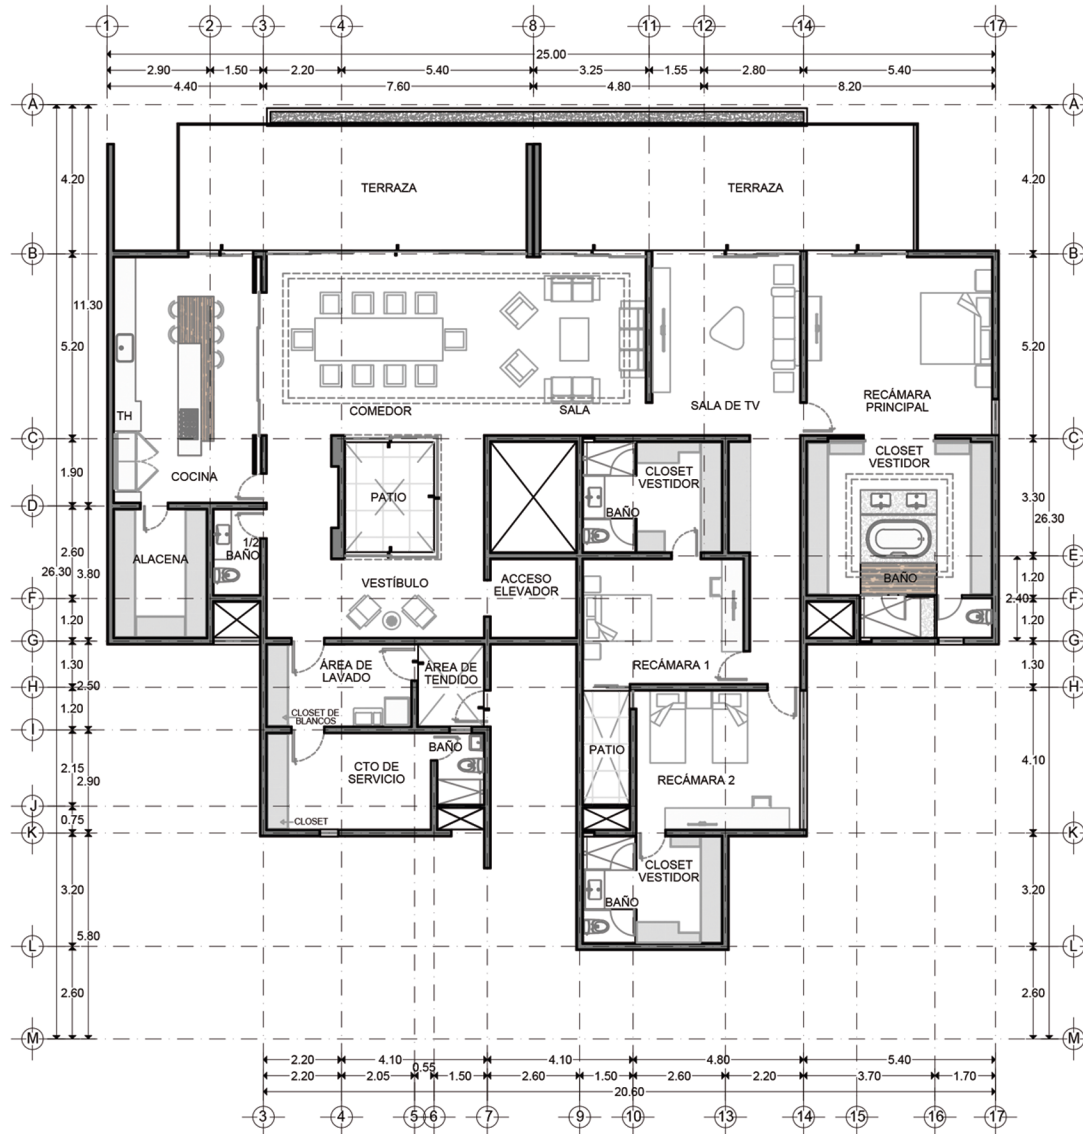 1 2 3 4 8 11 12 14 17
25.00
2.90 1.50 2.20 5.40 3.25 1.55 2.80 5.40
4.40 7.60 4.80 8.20
A A
4.20 TERRAZA TERRAZA 4.20
B B
11.30
5.20 5.20
TH
COMEDOR SALA SALA DE TV
RECÁMARA
PRINCIPAL
C C
COCINA
1.90
PATIO
CLOSET
VESTIDOR
CLOSET
VESTIDOR
3.30
26.30
D
BAÑO
1/2
BAÑO
ALACENA
2.60
26.30 3.80
E
VESTÍBULO
ACCESO
ELEVADOR
BAÑO
1.20
2.40
F F
1.20 1.20
G G
1.30
ÁREA DE
LAVADO
ÁREA DE
TENDIDO
RECÁMARA 1
1.30
H 2.50 H
1.20
CLOSET DE
BLANCOS
I
BAÑO
CTO DE
SERVICIO
PATIO
RECÁMARA 2
2.15
2.90
4.10
J
0.75
CLOSET
K K
CLOSET
VESTIDOR
BAÑO
3.20 3.20
5.80
L L
2.60 2.60
M M
2.20 4.10 4.10 4.80 5.40
2.20 2.05 0.55 1.50 2.60 1.50 2.60 2.20 3.70 1.70
20.60
3 4 5 6 7 9 10 13 14 15 16 17